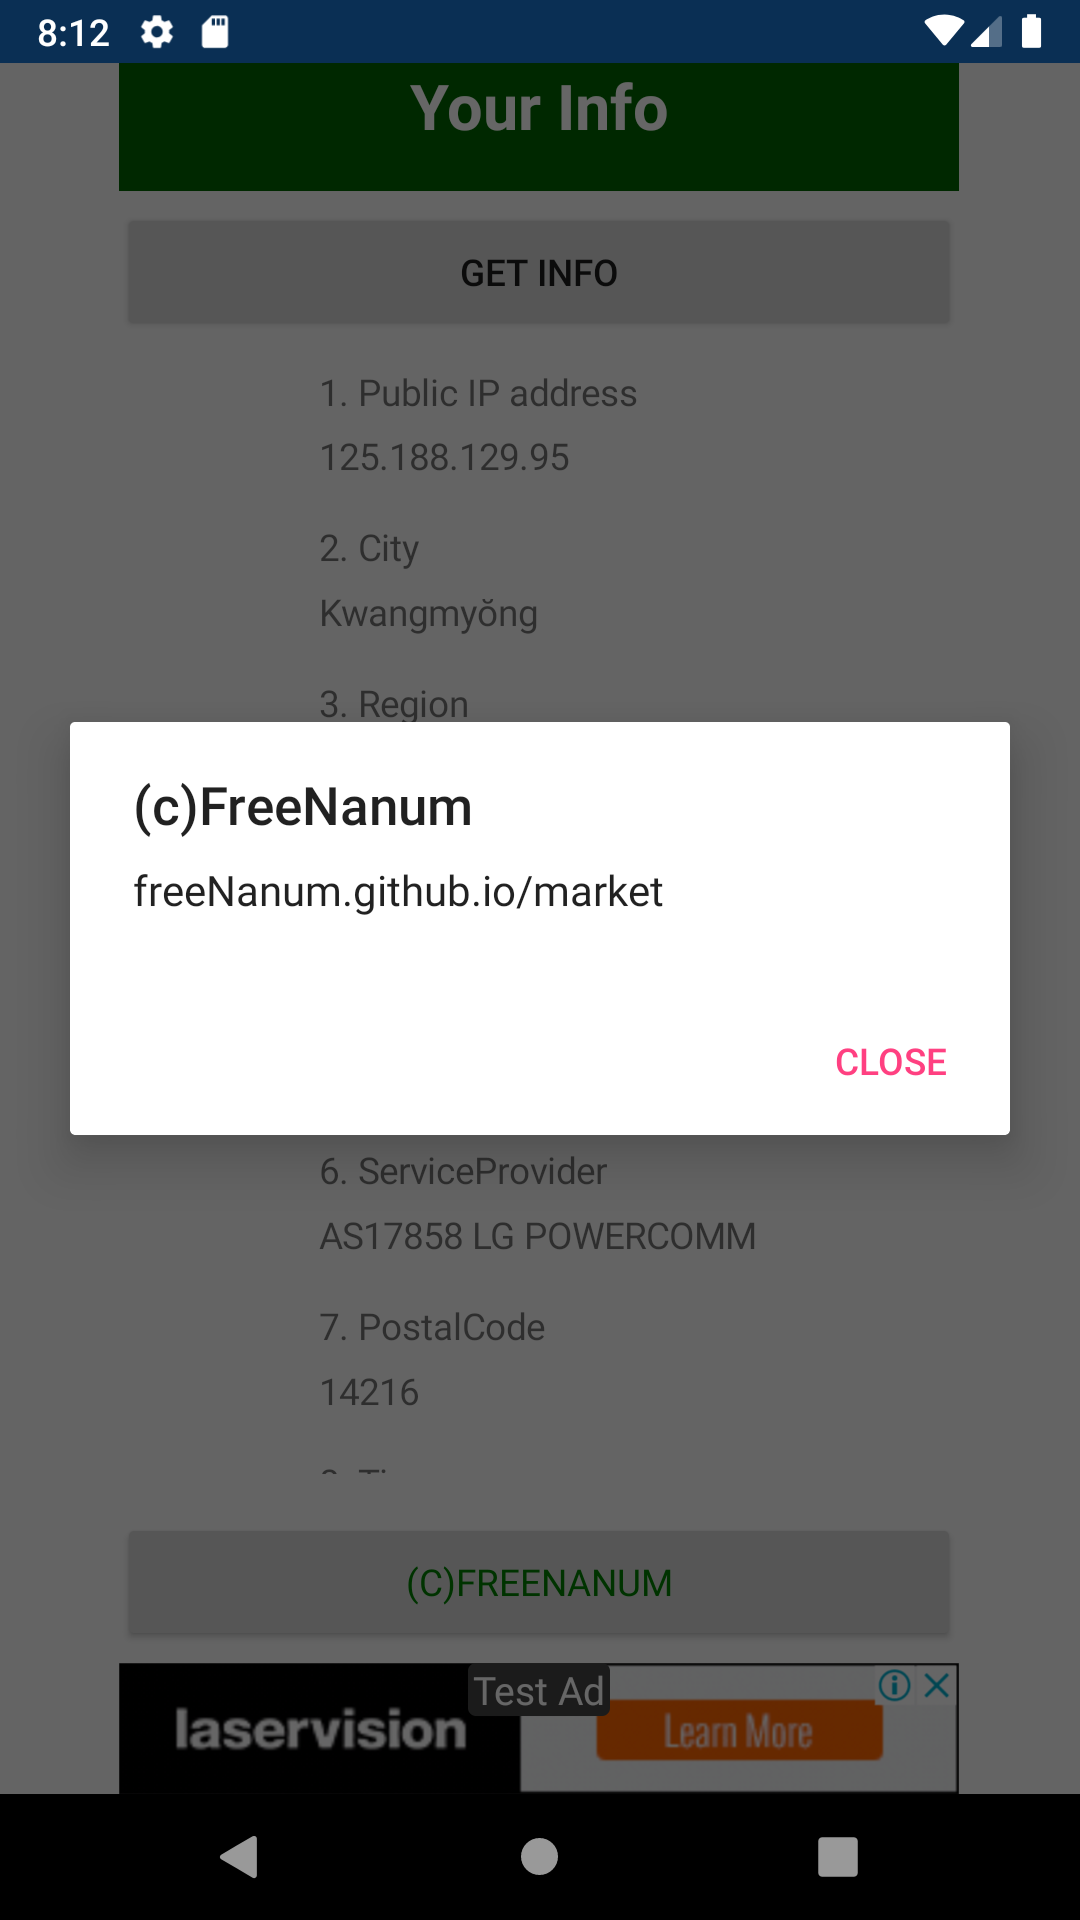 8:12
Your Info
GET INFO
1. Public IP address
125.188.129.95
2. City
Kwangmyŏng
3. Region
(c)FreeNanum
freeNanum.github.io/market
CLOSE
6. ServiceProvider
AS17858 LG POWERCOMM
7. PostalCode
14216
(C)FREENANUM
Test Ad
laservision
Learn More